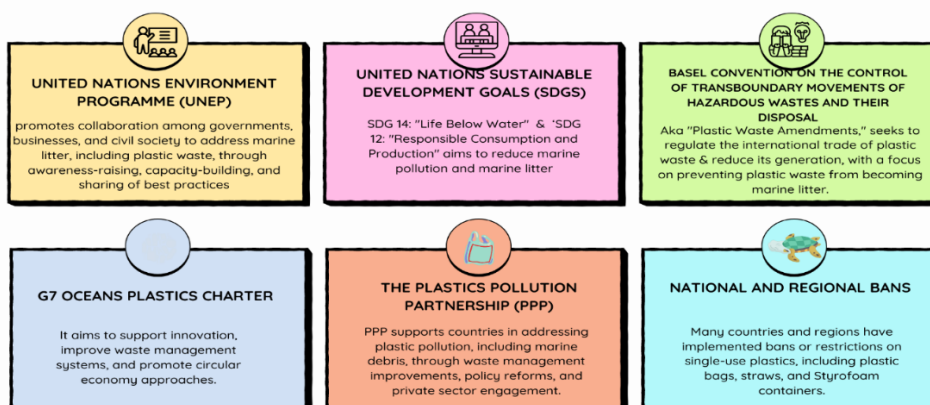 UNITED NATIONS ENVIRONMENT
PROGRAMME (UNEP)
promotes collaboration among governments,
businesses, and civil society to address marine
litter, including plastic waste, through
awareness-raising, capacity-building, and
sharing of best practices
UNITED NATIONS SUSTAINABLE
DEVELOPMENT GOALS (SDGS)
SDG 14: "Life Below Water" & 'SDG
12: "Responsible Consumption and
Production" aims to reduce marine
pollution and marine litter
BASEL CONVENTION ON THE CONTROL
OF TRANSBOUNDARY MOVEMENTS OF
HAZARDOUS WASTES AND THEIR
DISPOSAL
Aka "Plastic Waste Amendments," seeks to
regulate the international trade of plastic
waste & reduce its generation, with a focus
on preventing plastic waste from becoming
marine litter.
G7 OCEANS PLASTICS CHARTER
It aims to support innovation,
improve waste management
systems, and promote circular
economy approaches.
THE PLASTICS POLLUTION
PARTNERSHIP (PPP)
PPP supports countries in addressing
plastic pollution, including marine
debris, through waste management
improvements, policy reforms, and
private sector engagement.
NATIONAL AND REGIONAL BANS
Many countries and regions have
implemented bans or restrictions on
single-use plastics, including plastic
bags, straws, and Styrofoam
containers.